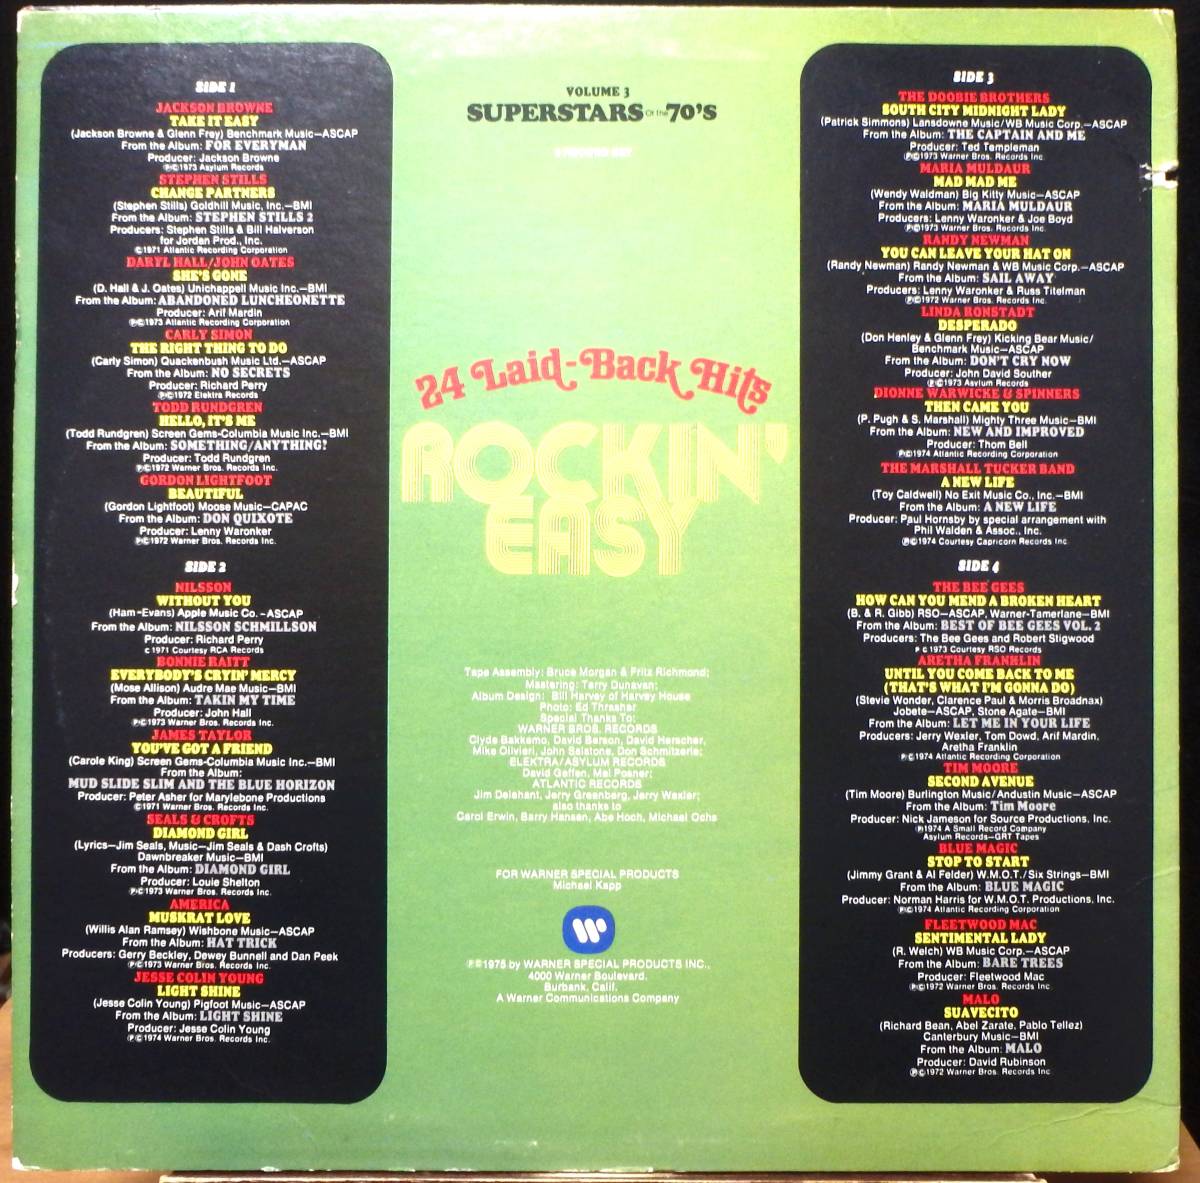 SIDE 1
JACKSON BROWNE
TAKE IT EASY
(Jackson Browne & Glenn Frey) Benchmark Music—ASCAP
From the Album: FOR EVERYMAN
Producer: Jackson Browne
℗©1973 Asylum Records
STEPHEN STILLS
CHANGE PARTNERS
(Stephen Stills) Goldhill Music, Inc.—BMI
From the Album: STEPHEN STILLS 2
Producers: Stephen Stills & Bill Halverson
for Jordan Prod., Inc.
©1971 Atlantic Recording Corporation
DARYL HALL/JOHN OATES
SHE'S GONE
(D. Hall & J. Oates) Unichappell Music Inc.—BMI
From the Album: ABANDONED LUNCHEONETTE
Producer: Arif Mardin
℗©1973 Atlantic Recording Corporation
CARLY SIMON
THE RIGHT THING TO DO
(Carly Simon) Quackenbush Music Ltd.—ASCAP
From the Album: NO SECRETS
Producer: Richard Perry
℗©1972 Elektra Records
TODD RUNDGREN
HELLO, IT'S ME
(Todd Rundgren) Screen Gems-Columbia Music Inc.—BMI
From the Album: SOMETHING/ANYTHING?
Producer: Todd Rundgren
℗©1972 Warner Bros. Records Inc.
GORDON LIGHTFOOT
BEAUTIFUL
(Gordon Lightfoot) Moose Music—CAPAC
From the Album: DON QUIXOTE
Producer: Lenny Waronker
℗©1972 Warner Bros. Records Inc.
SIDE 2
NILSSON
WITHOUT YOU
(Ham-Evans) Apple Music Co.-ASCAP
From the Album: NILSSON SCHMILLSON
Producer: Richard Perry
c 1971 Courtesy RCA Records
BONNIE RAITT
EVERYBODY'S CRYIN' MERCY
(Mose Allison) Audre Mae Music—BMI
From the Album: TAKIN MY TIME
Producer: John Hall
℗©1973 Warner Bros. Records Inc.
JAMES TAYLOR
YOU'VE GOT A FRIEND
(Carole King) Screen Gems-Columbia Music Inc.—BMI
From the Album:
MUD SLIDE SLIM AND THE BLUE HORIZON
Producer: Peter Asher for Marylebone Productions
©1971 Warner Bros. Records Inc.
SEALS & CROFTS
DIAMOND GIRL
(Lyrics—Jim Seals, Music—Jim Seals & Dash Crofts)
Dawnbreaker Music—BMI
From the Album: DIAMOND GIRL
Producer: Louie Shelton
℗©1973 Warner Bros. Records Inc.
AMERICA
MUSKRAT LOVE
(Willis Alan Ramsey) Wishbone Music—ASCAP
From the Album: HAT TRICK
Producers: Gerry Beckley, Dewey Bunnell and Dan Peek
℗©1973 Warner Bros. Records Inc.
JESSE COLIN YOUNG
LIGHT SHINE
(Jesse Colin Young) Pigfoot Music—ASCAP
From the Album: LIGHT SHINE
Producer: Jesse Colin Young
℗©1974 Warner Bros. Records Inc.
VOLUME 3
SUPERSTARS Of the 70'S
24 Laid-Back Hits
ROCKIN'
EASY
Tape Assembly: Bruce Morgan & Fritz Richmond;
Mastering: Terry Dunavan;
Album Design: Bill Harvey of Harvey House
Photo: Ed Thrasher
Special Thanks To:
WARNER BROS. RECORDS
Clyde Bakkemo, David Berson, David Herscher,
Mike Olivieri, John Salstone, Don Schmitzerle;
ELEKTRA/ASYLUM RECORDS
David Geffen, Mel Posner;
ATLANTIC RECORDS
Jim Delehant, Jerry Greenberg, Jerry Wexler;
also thanks to
Carol Erwin, Barry Hansen, Abe Hoch, Michael Ochs
FOR WARNER SPECIAL PRODUCTS
Michael Kapp
℗©1975 by WARNER SPECIAL PRODUCTS INC.,
4000 Warner Boulevard,
Burbank, Calif.
A Warner Communications Company
SIDE 3
THE DOOBIE BROTHERS
SOUTH CITY MIDNIGHT LADY
(Patrick Simmons) Lansdowne Music/WB Music Corp.—ASCAP
From the Album: THE CAPTAIN AND ME
Producer: Ted Templeman
℗©1973 Warner Bros. Records Inc.
MARIA MULDAUR
MAD MAD ME
(Wendy Waldman) Big Kitty Music—ASCAP
From the Album: MARIA MULDAUR
Producers: Lenny Waronker & Joe Boyd
℗©1973 Warner Bros. Records Inc.
RANDY NEWMAN
YOU CAN LEAVE YOUR HAT ON
(Randy Newman) Randy Newman & WB Music Corp.—ASCAP
From the Album: SAIL AWAY
Producers: Lenny Waronker & Russ Titelman
℗©1972 Warner Bros. Records Inc.
LINDA RONSTADT
DESPERADO
(Don Henley & Glenn Frey) Kicking Bear Music/
Benchmark Music—ASCAP
From the Album: DON'T CRY NOW
Producer: John David Souther
℗©1973 Asylum Records
DIONNE WARWICKE & SPINNERS
THEN CAME YOU
(P. Pugh & S. Marshall) Mighty Three Music—BMI
From the Album: NEW AND IMPROVED
Producer: Thom Bell
℗©1974 Atlantic Recording Corporation
THE MARSHALL TUCKER BAND
A NEW LIFE
(Toy Caldwell) No Exit Music Co., Inc.—BMI
From the Album: A NEW LIFE
Producer: Paul Hornsby by special arrangement with
Phil Walden & Assoc., Inc.
℗©1974 Courtesy Capricorn Records Inc.
SIDE 4
THE BEE GEES
HOW CAN YOU MEND A BROKEN HEART
(B. & R. Gibb) RSO—ASCAP, Warner-Tamerlane—BMI
From the Album: BEST OF BEE GEES VOL. 2
Producers: The Bee Gees and Robert Stigwood
p c 1973 Courtesy RSO Records
ARETHA FRANKLIN
UNTIL YOU COME BACK TO ME
(THAT'S WHAT I'M GONNA DO)
(Stevie Wonder, Clarence Paul & Morris Broadnax)
Jobete—ASCAP, Stone Agate—BMI
From the Album: LET ME IN YOUR LIFE
Producers: Jerry Wexler, Tom Dowd, Arif Mardin,
Aretha Franklin
℗©1974 Atlantic Recording Corporation
TIM MOORE
SECOND AVENUE
(Tim Moore) Burlington Music/Andustin Music—ASCAP
From the Album: Tim Moore
Producer: Nick Jameson for Source Productions, Inc.
℗1974 A Small Record Company
Asylum Records—GRT Tapes
BLUE MAGIC
STOP TO START
(Jimmy Grant & Al Felder) W.M.O.T./Six Strings—BMI
From the Album: BLUE MAGIC
Producer: Norman Harris for W.M.O.T. Productions, Inc.
℗©1974 Atlantic Recording Corporation
FLEETWOOD MAC
SENTIMENTAL LADY
(R. Welch) WB Music Corp.—ASCAP
From the Album: BARE TREES
Producer: Fleetwood Mac
℗©1972 Warner Bros. Records Inc.
MALO
SUAVECITO
(Richard Bean, Abel Zarate, Pablo Tellez)
Canterbury Music—BMI
From the Album: MALO
Producer: David Rubinson
℗©1972 Warner Bros. Records Inc.